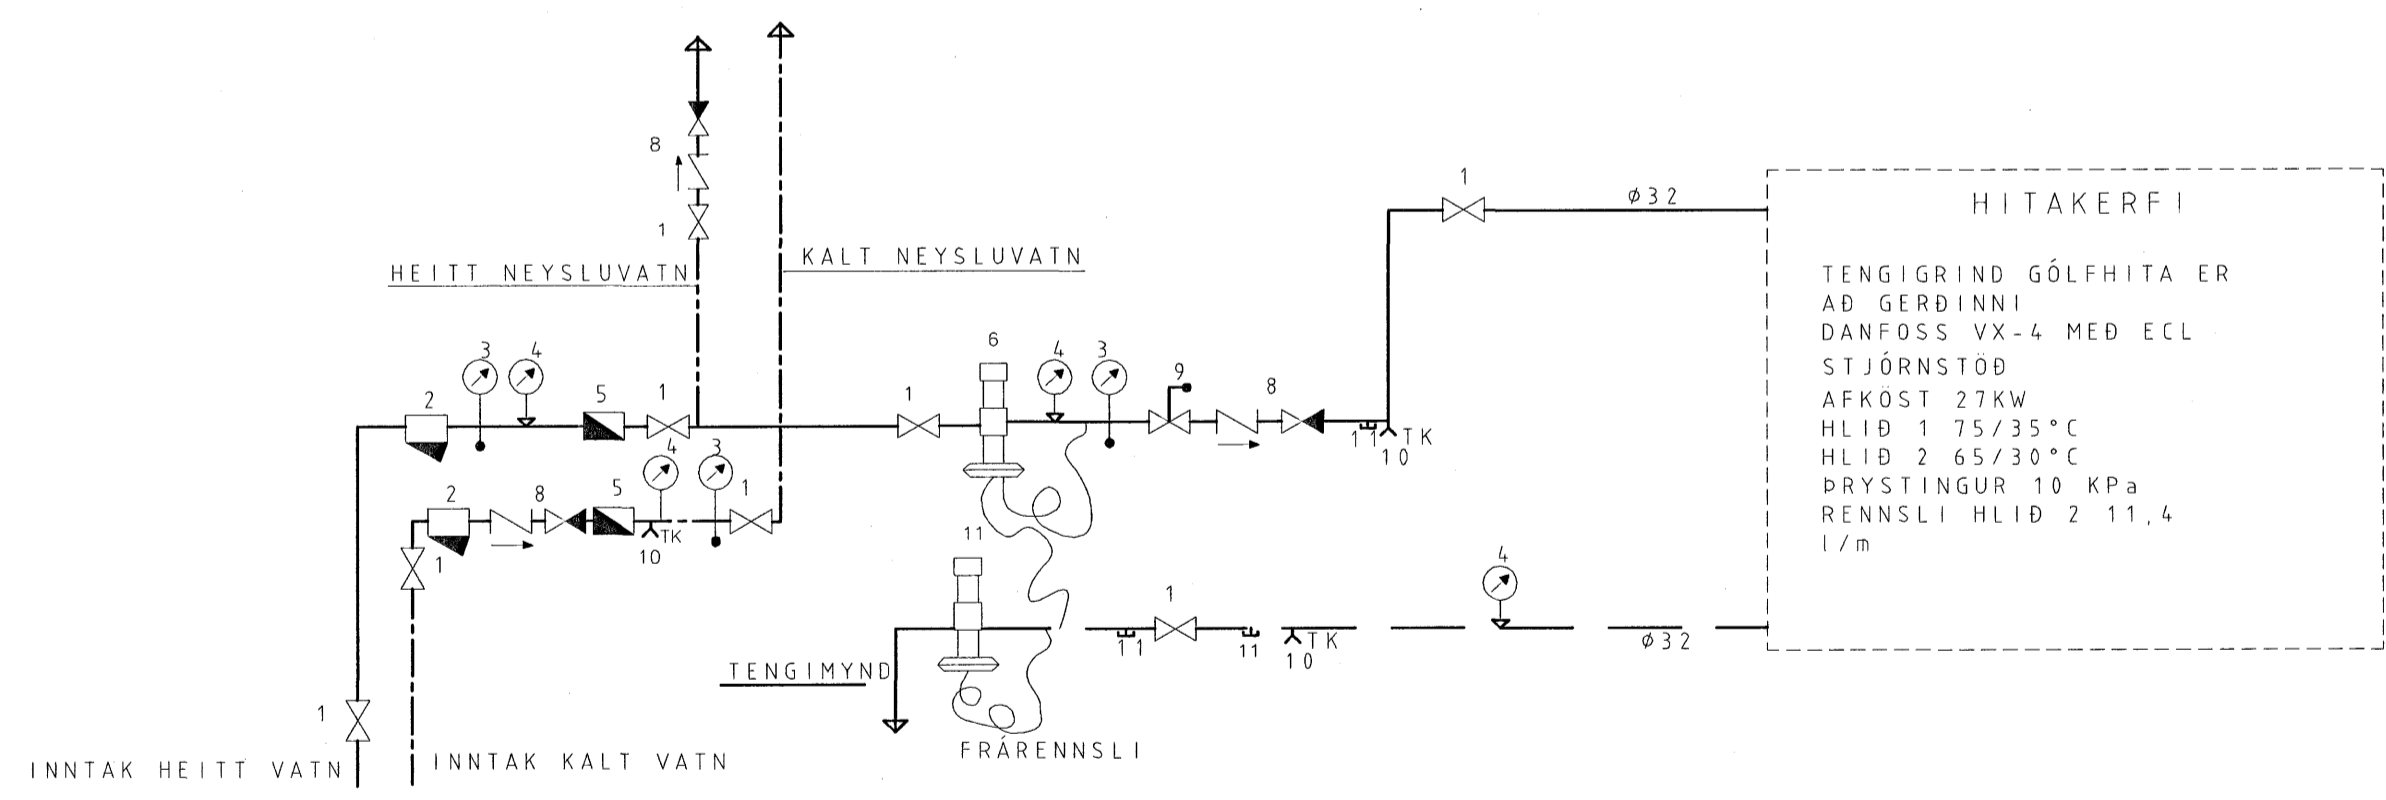 8
1
HEITT NEYSLUVATN
KALT NEYSLUVATN
1
Ø32
HITAKERFI
TENGIGRIND GÓLFHITA ER
AÐ GERÐINNI
DANFOSS VX-4 MEÐ ECL
STJÓRNSTÖÐ
AFKÖST 27KW
HLIÐ 1 75/35°C
HLIÐ 2 65/30°C
ÞRYSTINGUR 10 KPa
RENNSLI HLIÐ 2 11,4
l/m
2
3
4
5
1
1
6
4
3
9
8
11
TK
10
2
8
5
4
3
1
TK
10
1
11
1
11
11
TK
10
4
Ø32
TENGIMYND
FRÁRENNSLI
1
INNTAK HEITT VATN
INNTAK KALT VATN